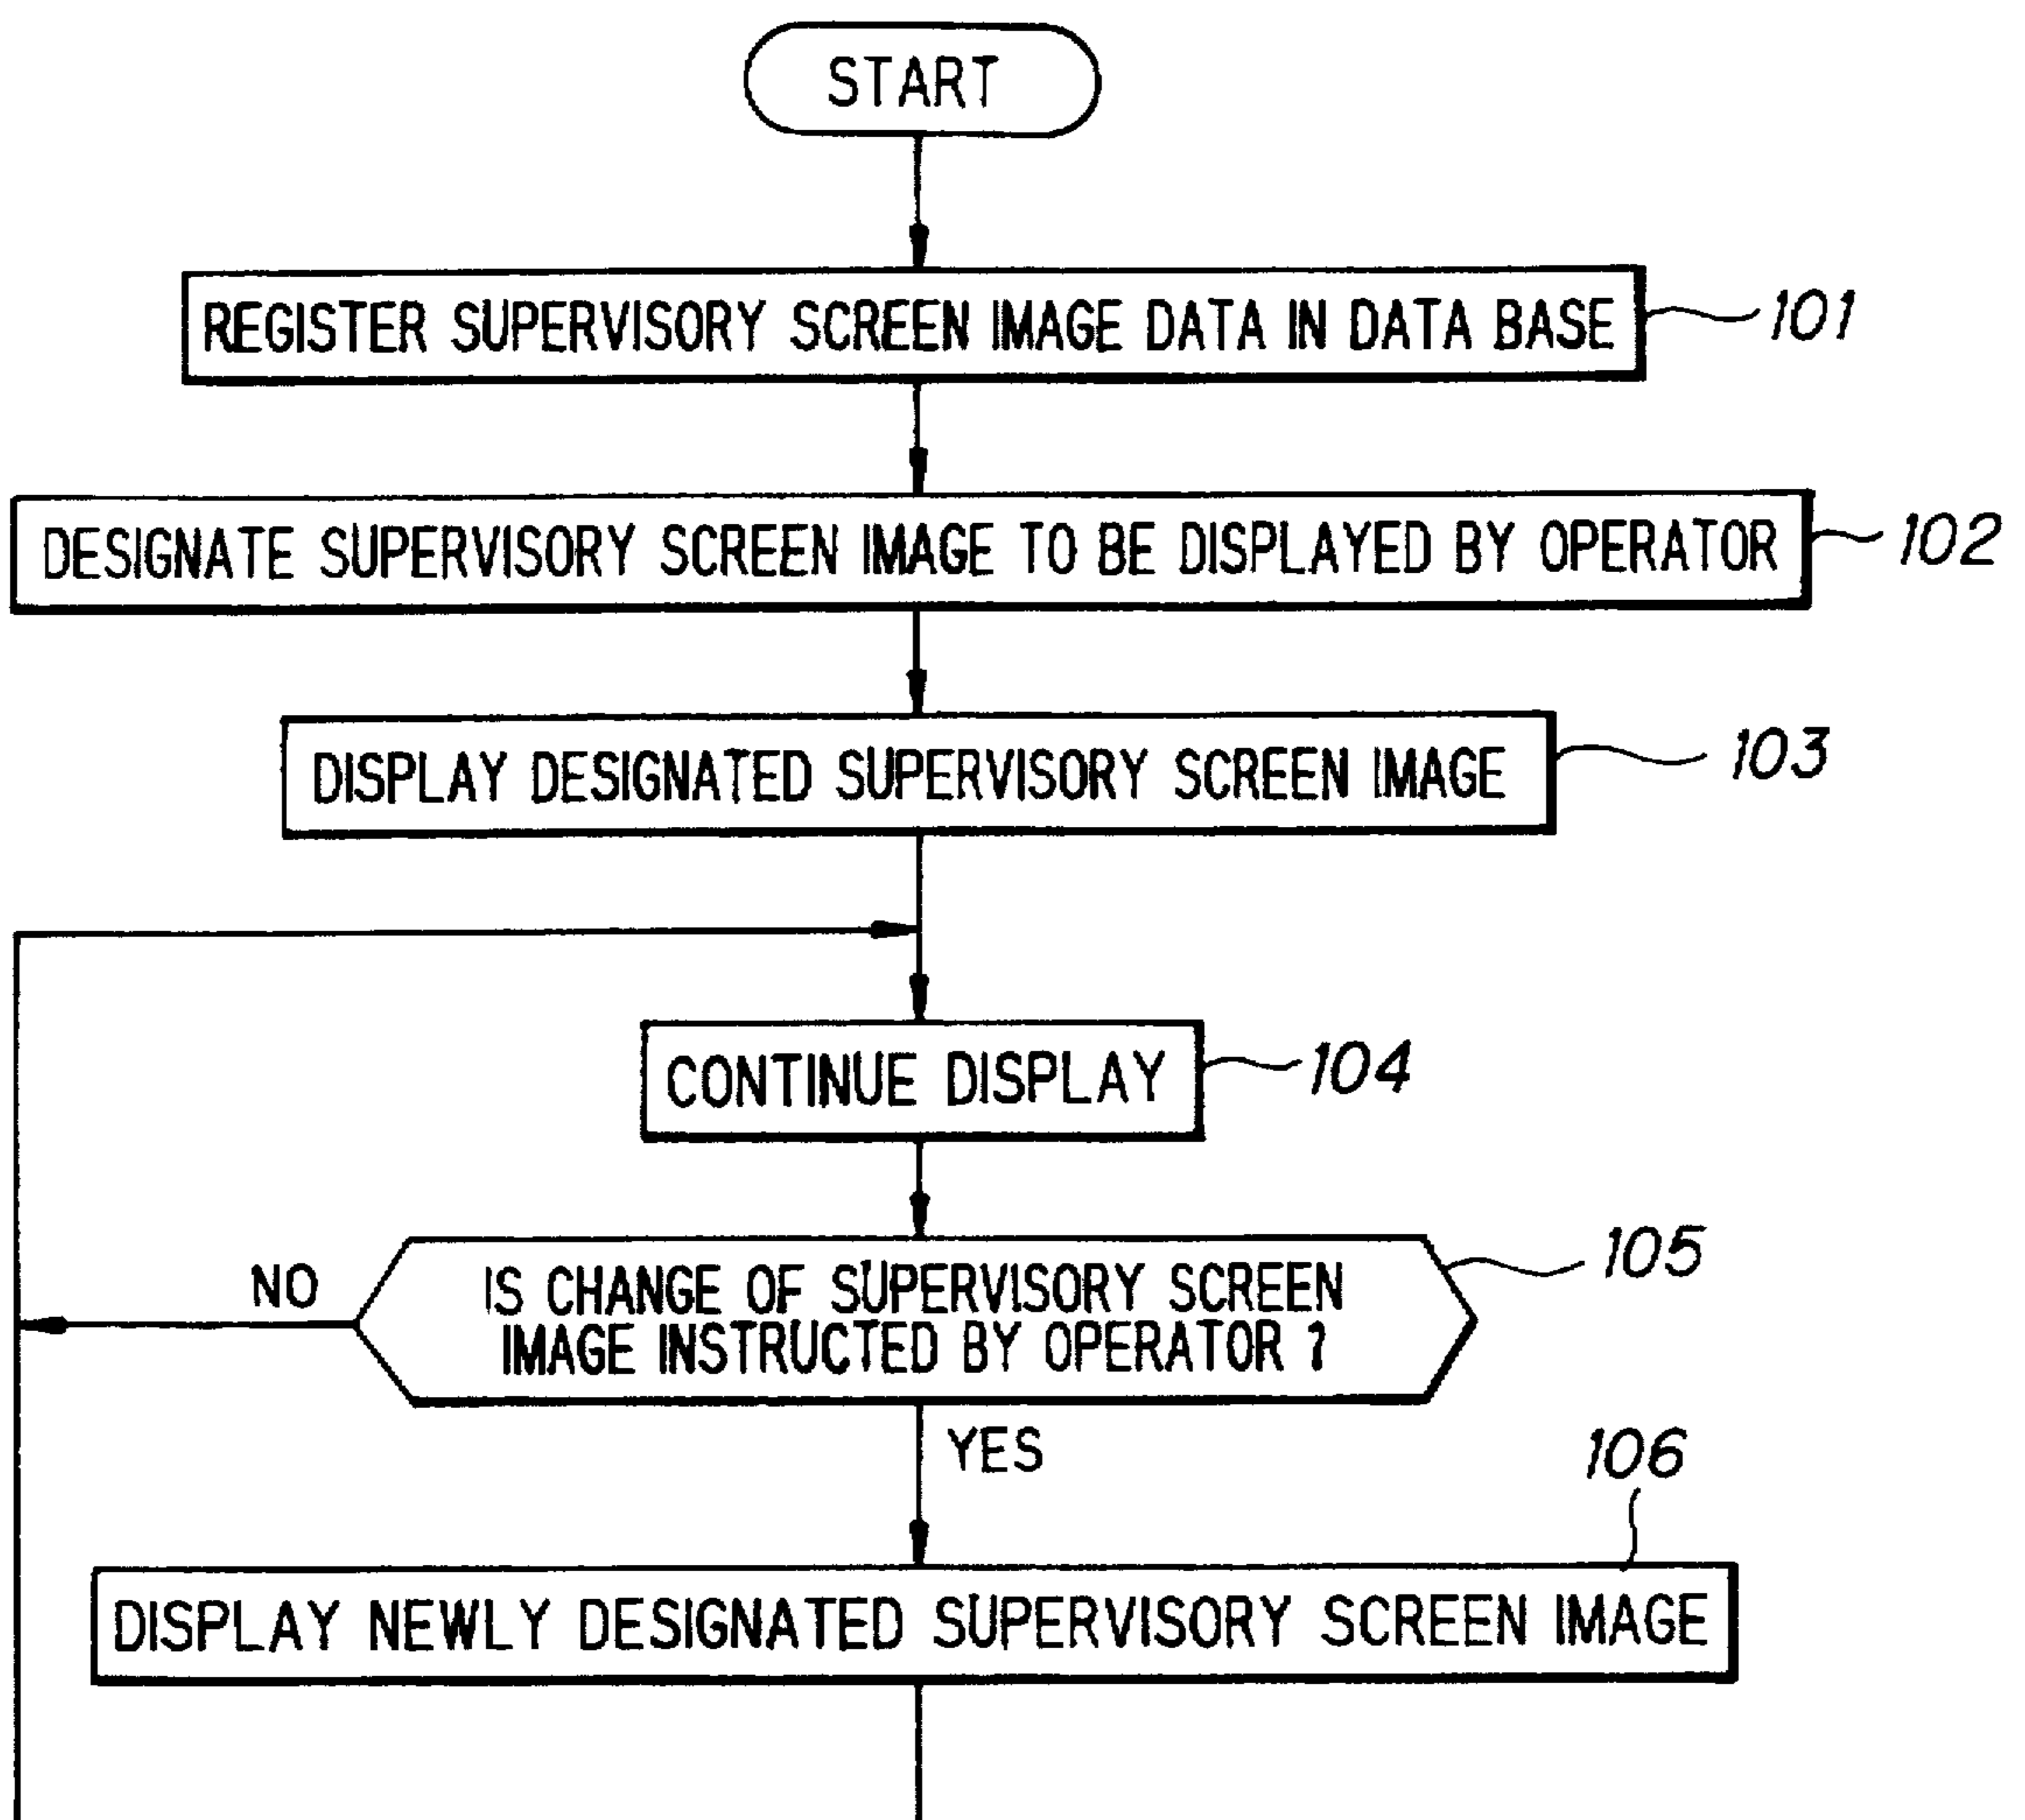 START
REGISTER SUPERVISORY SCREEN IMAGE DATA IN DATA BASE
101
DESIGNATE SUPERVISORY SCREEN IMAGE TO BE DISPLAYED BY OPERATOR
102
DISPLAY DESIGNATED SUPERVISORY SCREEN IMAGE
103
CONTINUE DISPLAY
104
NO
IS CHANGE OF SUPERVISORY SCREEN
IMAGE INSTRUCTED BY OPERATOR ?
105
YES
106
DISPLAY NEWLY DESIGNATED SUPERVISORY SCREEN IMAGE